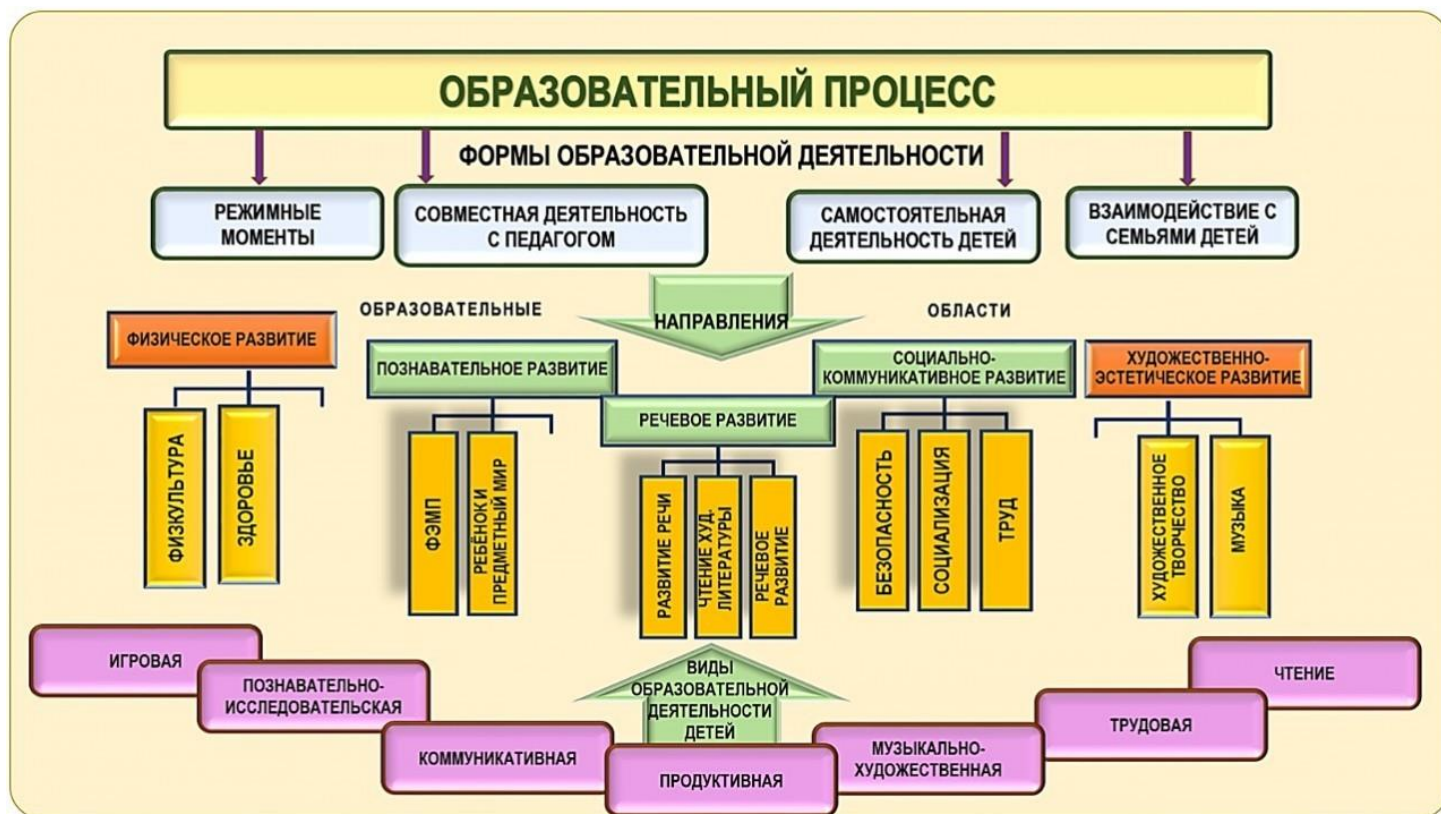 ОБРАЗОВАТЕЛЬНЫЙ ПРОЦЕСС
ФОРМЫ ОБРАЗОВАТЕЛЬНОЙ ДЕЯТЕЛЬНОСТИ
РЕЖИМНЫЕ
МОМЕНТЫ
СОВМЕСТНАЯ ДЕЯТЕЛЬНОСТЬ
С ПЕДАГОГОМ
САМОСТОЯТЕЛЬНАЯ
ДЕЯТЕЛЬНОСТЬ ДЕТЕЙ
ВЗАИМОДЕЙСТВИЕ С
СЕМЬЯМИ ДЕТЕЙ
ОБРАЗОВАТЕЛЬНЫЕ
НАПРАВЛЕНИЯ
ОБЛАСТИ
ФИЗИЧЕСКОЕ РАЗВИТИЕ
ПОЗНАВАТЕЛЬНОЕ РАЗВИТИЕ
РЕЧЕВОЕ РАЗВИТИЕ
СОЦИАЛЬНО-
КОММУНИКАТИВНОЕ РАЗВИТИЕ
ХУДОЖЕСТВЕННО-
ЭСТЕТИЧЕСКОЕ РАЗВИТИЕ
ФИЗКУЛЬТУРА
ЗДОРОВЬЕ
ФЭМП
РЕБЁНОК И
ПРЕДМЕТНЫЙ МИР
РАЗВИТИЕ РЕЧИ
ЧТЕНИЕ ХУД.
ЛИТЕРАТУРЫ
РЕЧЕВОЕ
РАЗВИТИЕ
БЕЗОПАСНОСТЬ
СОЦИАЛИЗАЦИЯ
ТРУД
ХУДОЖЕСТВЕННОЕ
ТВОРЧЕСТВО
МУЗЫКА
ВИДЫ
ОБРАЗОВАТЕЛЬНОЙ
ДЕЯТЕЛЬНОСТИ
ДЕТЕЙ
ИГРОВАЯ
ПОЗНАВАТЕЛЬНО-
ИССЛЕДОВАТЕЛЬСКАЯ
КОММУНИКАТИВНАЯ
ПРОДУКТИВНАЯ
МУЗЫКАЛЬНО-
ХУДОЖЕСТВЕННАЯ
ТРУДОВАЯ
ЧТЕНИЕ